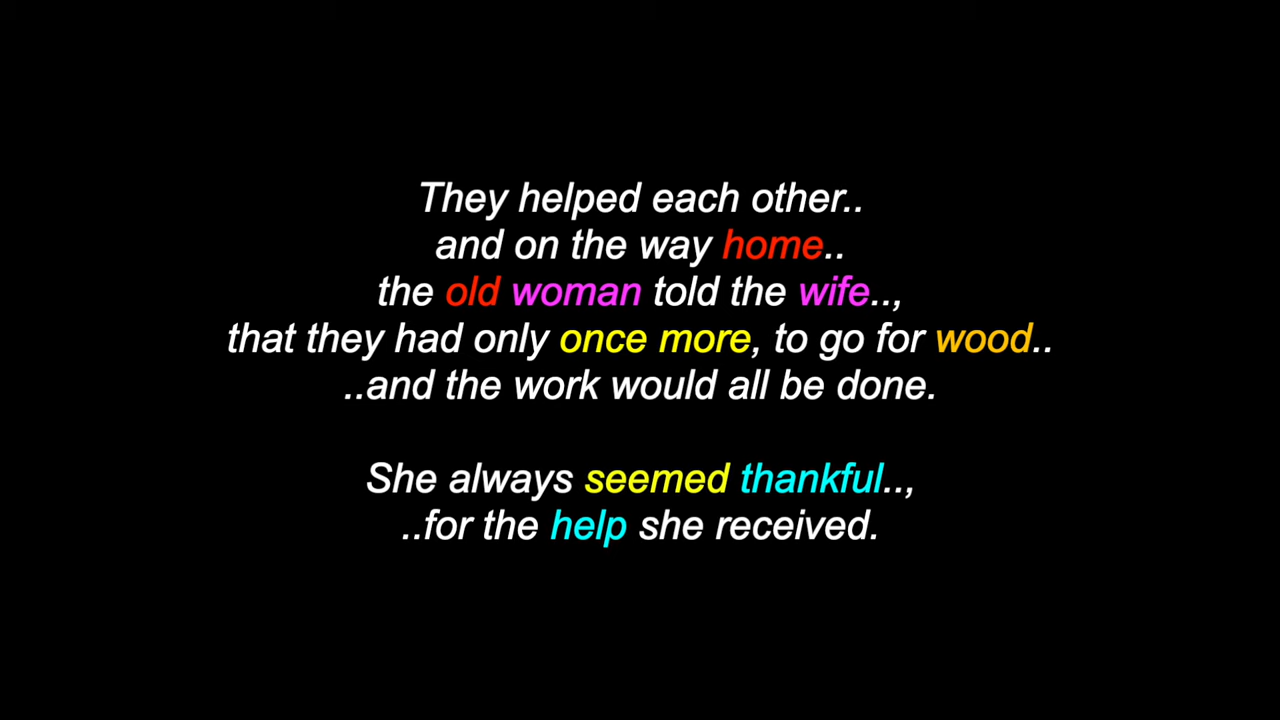 They helped each other..
and on the way home..
the old woman told the wife..,
that they had only once more, to go for wood..
..and the work would all be done.
She always seemed thankful..,
..for the help she received.